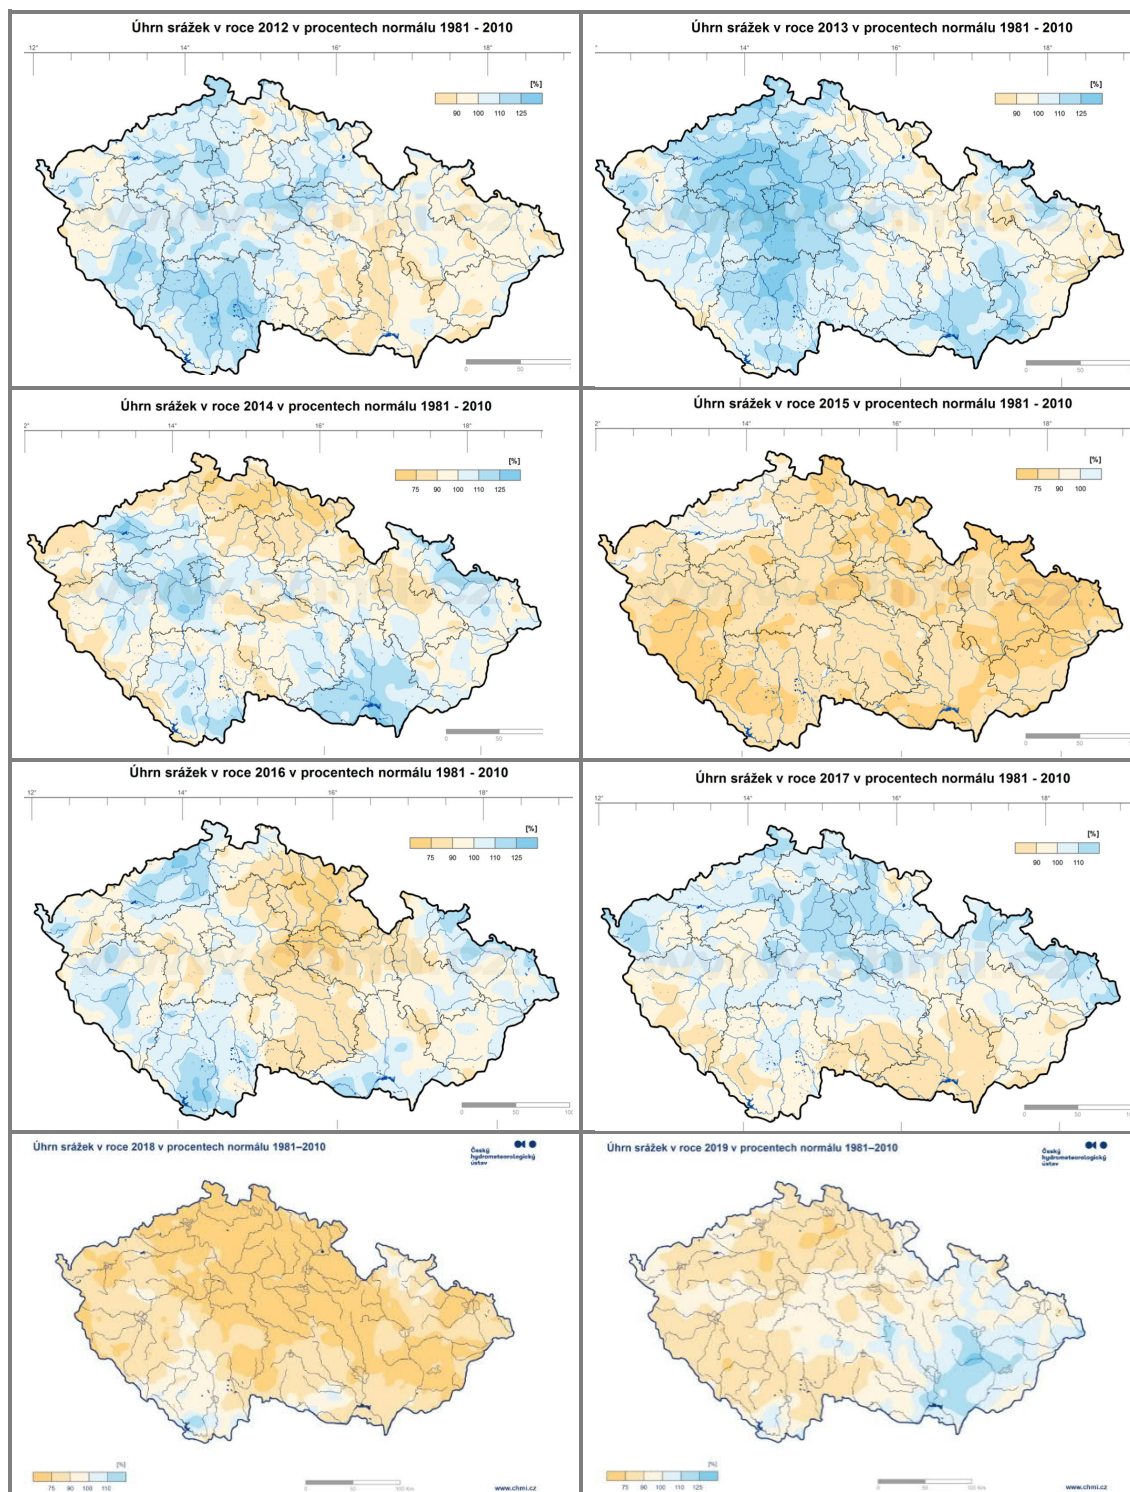 Úhrn srážek v roce 2012 v procentech normálu 1981 - 2010
12° 14° 16° 18°
[%]
90 100 110 125
0 50
Úhrn srážek v roce 2013 v procentech normálu 1981 - 2010
14° 16° 18°
[%]
90 100 110 125
0 50
Úhrn srážek v roce 2014 v procentech normálu 1981 - 2010
2° 14° 16° 18°
[%]
75 90 100 110 125
0 50
Úhrn srážek v roce 2015 v procentech normálu 1981 - 2010
2° 14° 16° 18°
[%]
75 90 100
0 50
Úhrn srážek v roce 2016 v procentech normálu 1981 - 2010
12° 14° 16° 18°
[%]
75 90 100 110 125
0 50 10
Úhrn srážek v roce 2017 v procentech normálu 1981 - 2010
12° 14° 16° 18°
[%]
90 100 110
0 50
Úhrn srážek v roce 2018 v procentech normálu 1981–2010
Český
hydrometeorologický
ústav
[%]
75 90 100 110
0 50 100 Km
www.chmi.cz
Úhrn srážek v roce 2019 v procentech normálu 1981–2010
Český
hydrometeorologický
ústav
[%]
75 90 100 110 125
0 50 100 Km
www.chmi.cz